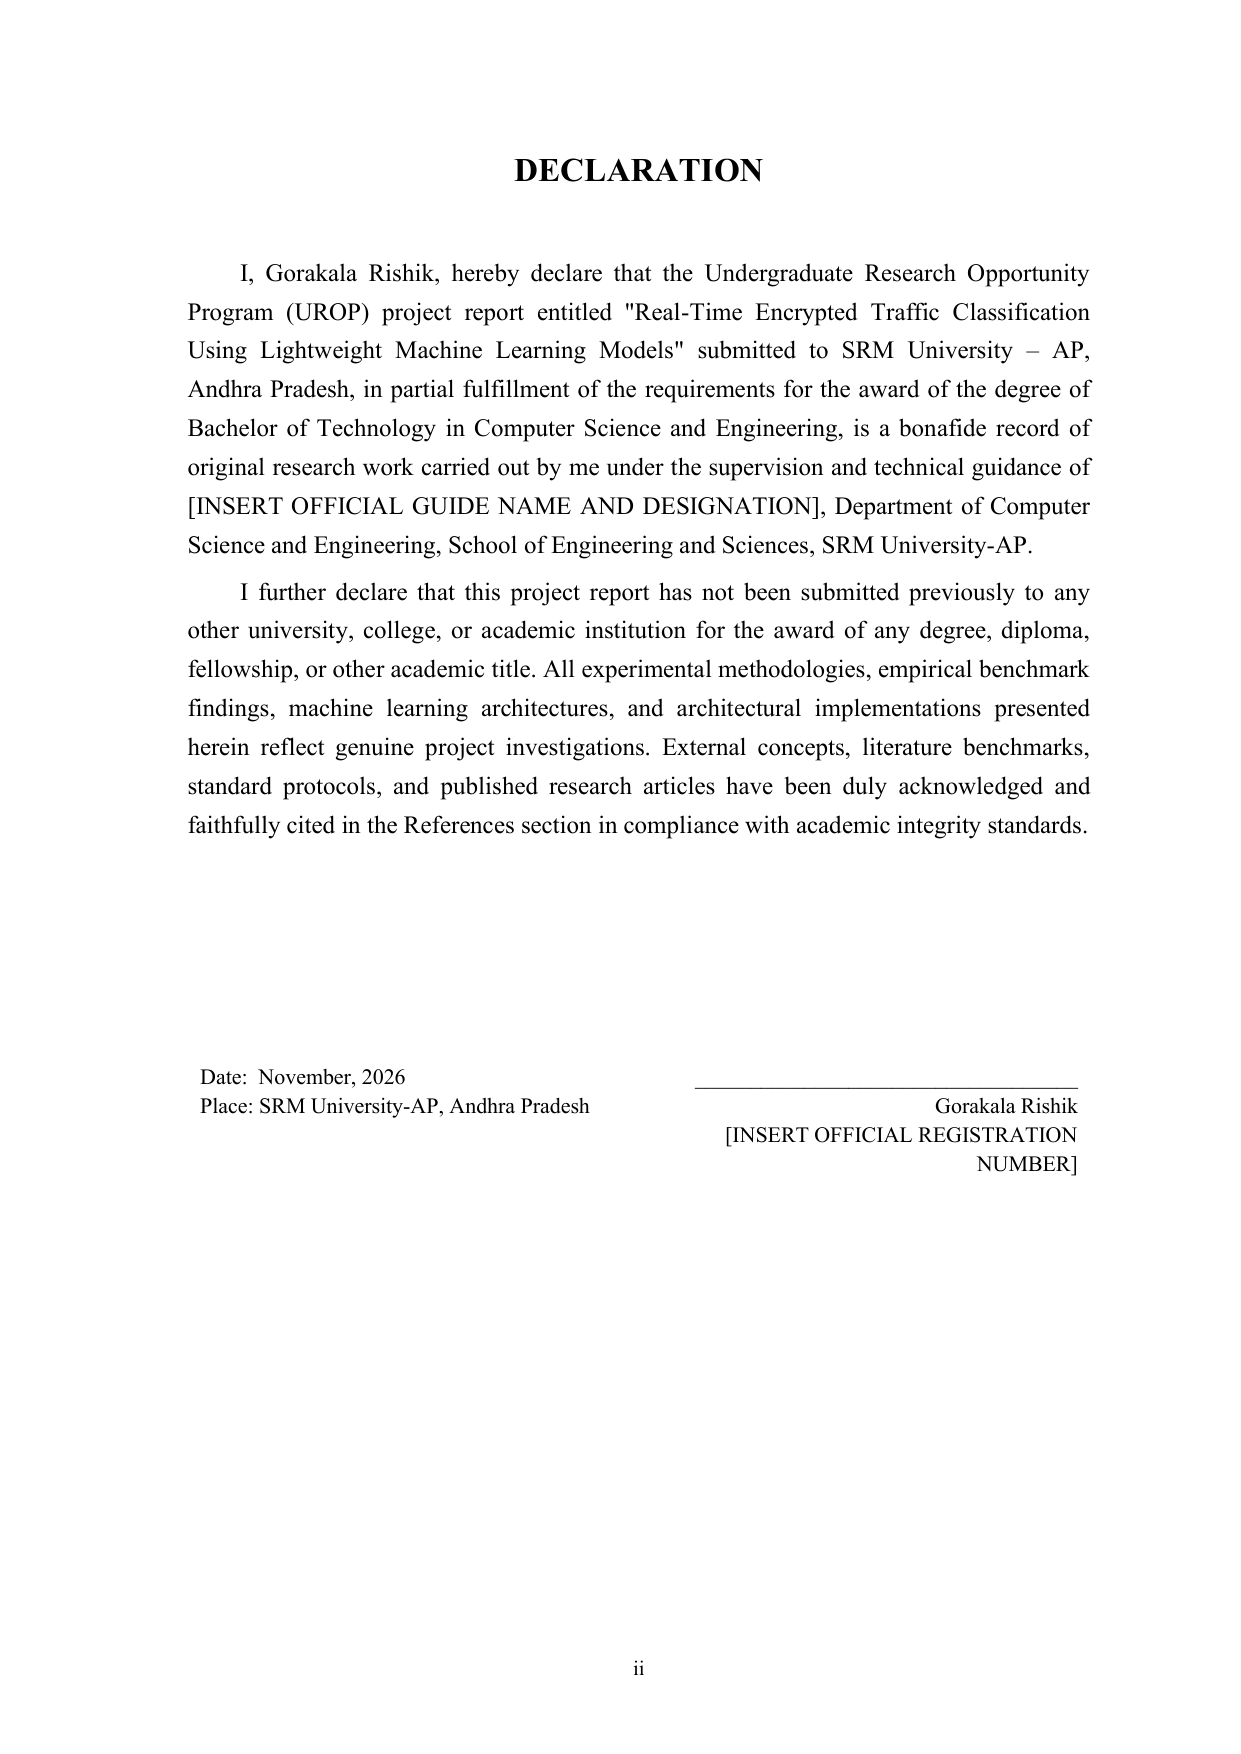 DECLARATION
I, Gorakala Rishik, hereby declare that the Undergraduate Research Opportunity
Program (UROP) project report entitled "Real-Time Encrypted Traffic Classification
Using Lightweight Machine Learning Models" submitted to SRM University – AP,
Andhra Pradesh, in partial fulfillment of the requirements for the award of the degree of
Bachelor of Technology in Computer Science and Engineering, is a bonafide record of
original research work carried out by me under the supervision and technical guidance of
[INSERT OFFICIAL GUIDE NAME AND DESIGNATION], Department of Computer
Science and Engineering, School of Engineering and Sciences, SRM University-AP.
I further declare that this project report has not been submitted previously to any
other university, college, or academic institution for the award of any degree, diploma,
fellowship, or other academic title. All experimental methodologies, empirical benchmark
findings, machine learning architectures, and architectural implementations presented
herein reflect genuine project investigations. External concepts, literature benchmarks,
standard protocols, and published research articles have been duly acknowledged and
faithfully cited in the References section in compliance with academic integrity standards.
Date:  November, 2026
Place: SRM University-AP, Andhra Pradesh
___________________________________
Gorakala Rishik
[INSERT OFFICIAL REGISTRATION
NUMBER]
ii